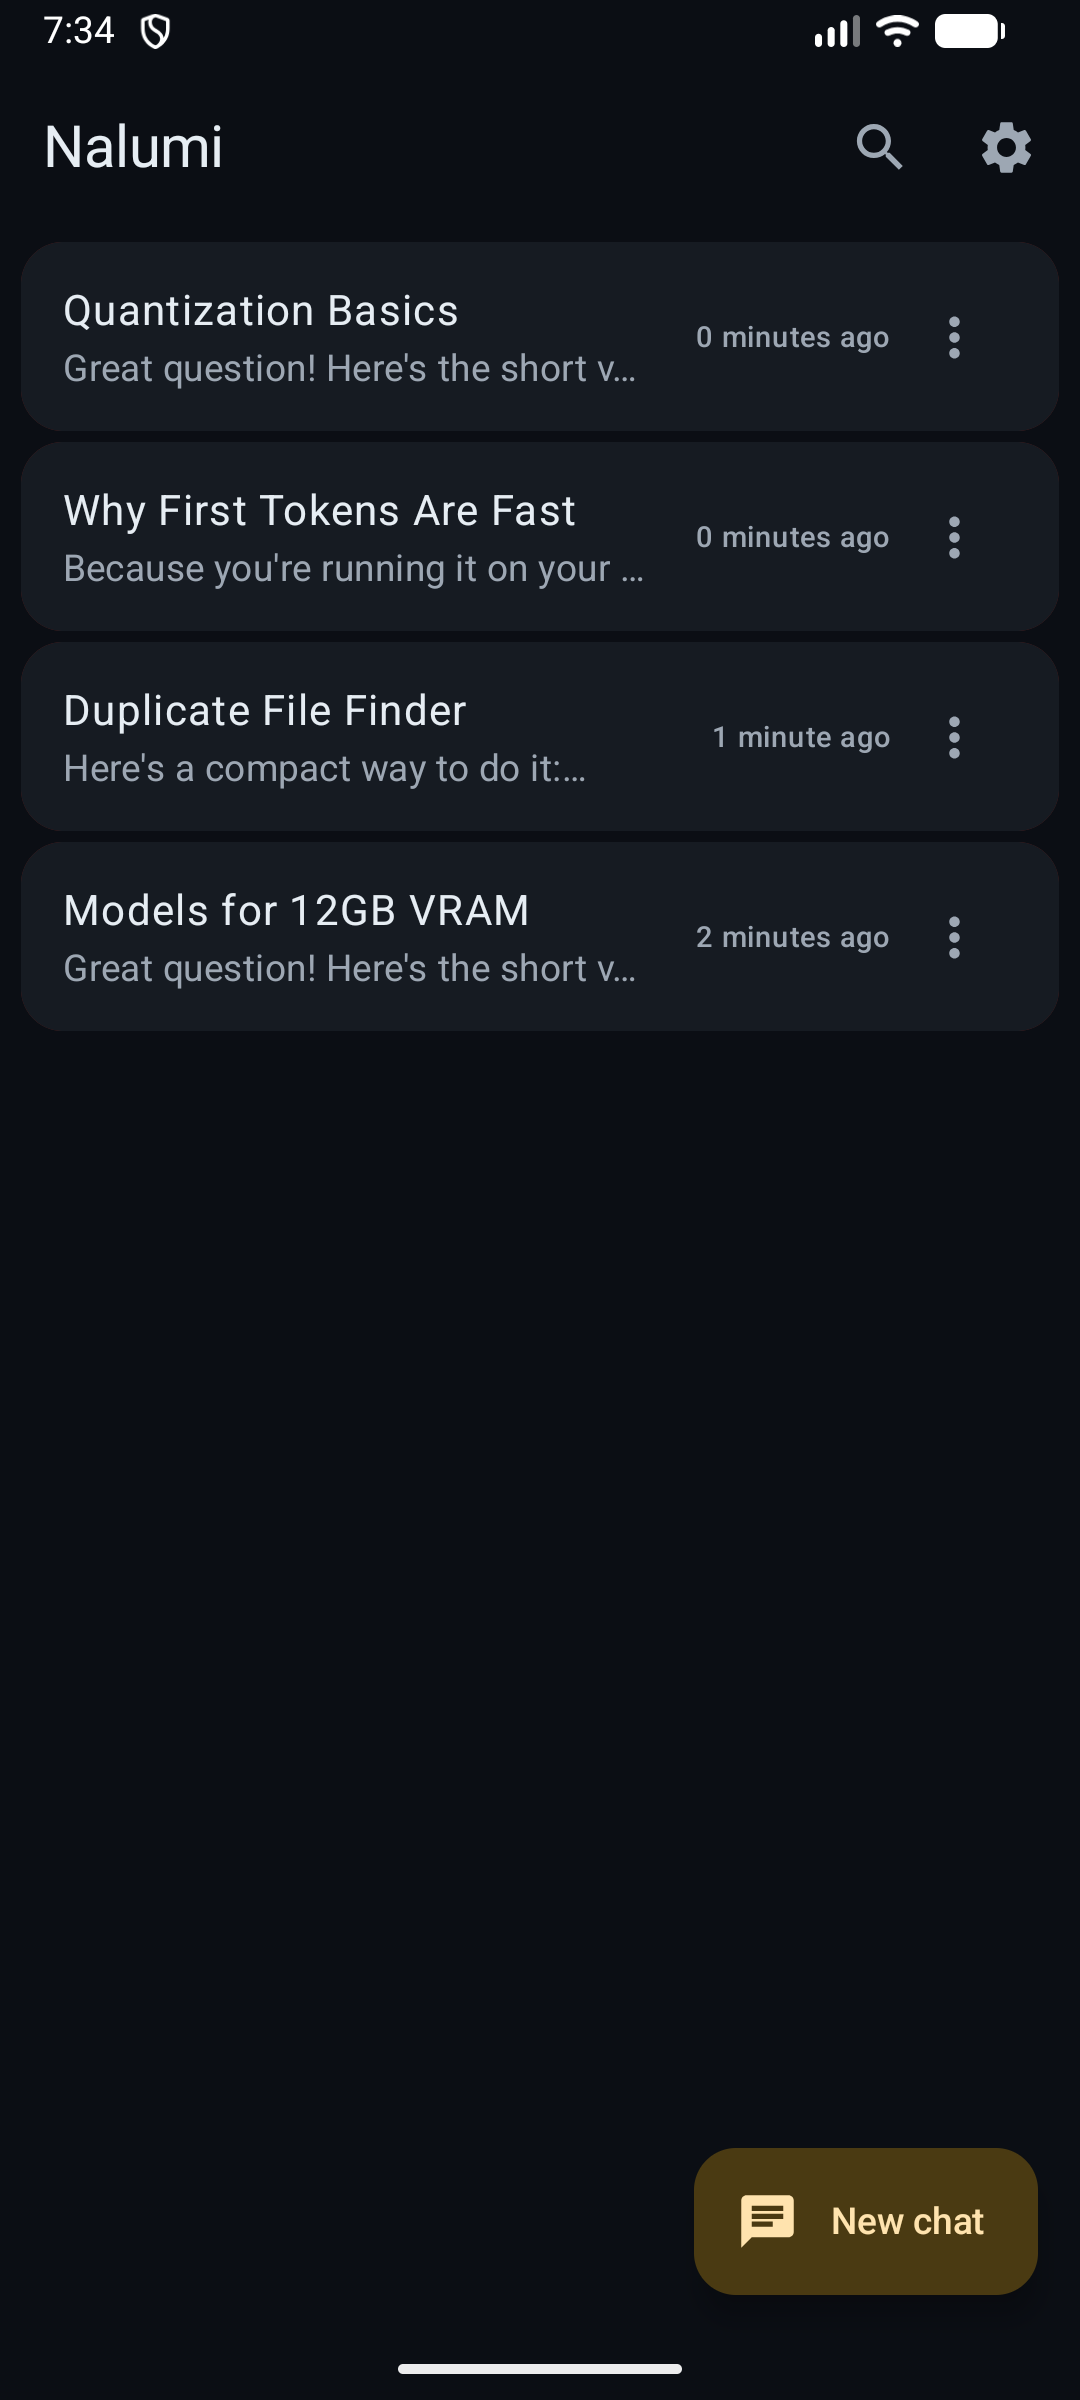 7:34
Nalumi
Quantization Basics
Great question! Here's the short v...
0 minutes ago
Why First Tokens Are Fast
Because you're running it on your ...
0 minutes ago
Duplicate File Finder
Here's a compact way to do it:...
1 minute ago
Models for 12GB VRAM
Great question! Here's the short v...
2 minutes ago
New chat